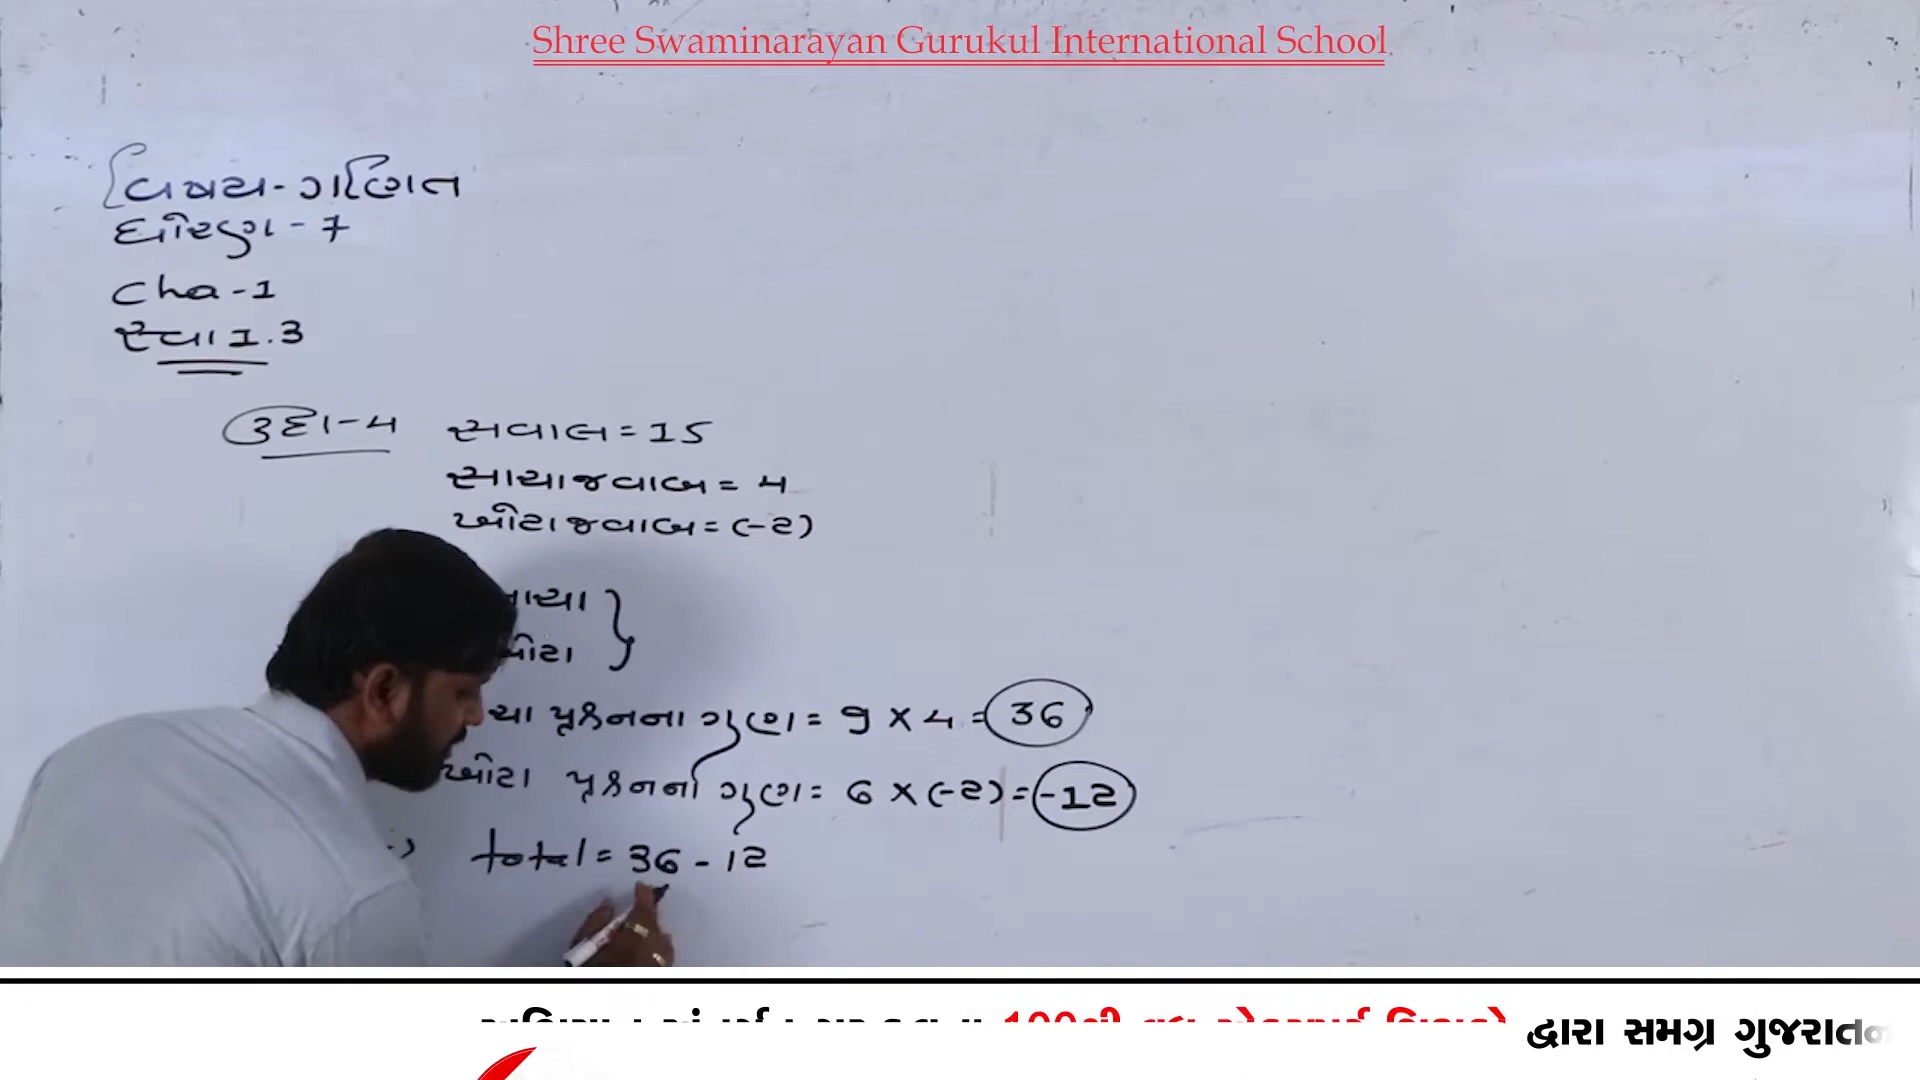 Shree Swaminarayan Gurukul International School
વિષય - ગણિત
ધોરણ - 7
Cha - 1
સ્વા 1.3
ઉદા - 4
સવાલ = 15
સાચા જવાબ = 4
ખોટા જવાબ = (-2)
પ્રશ્નના ગુણ = 9 × 4 = 36
ખોટા પ્રશ્નનાં ગુણ = 6 × (-2) = -12
total = 36 - 12
દ્વારા સમગ્ર ગુજરાતન